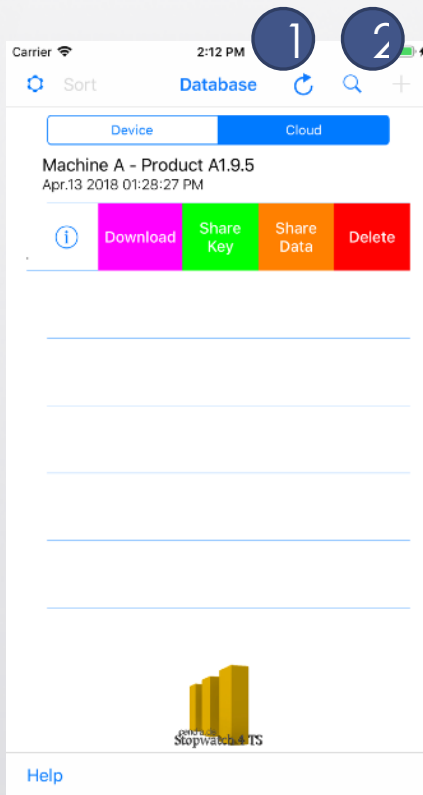 1 2
Carrier 2:12 PM
Sort Database
Device Cloud
Machine A - Product A1.9.5
Apr.13 2018 01:28:27 PM
Download Share Key Share Data Delete
Stopwatch 4 TS
Help